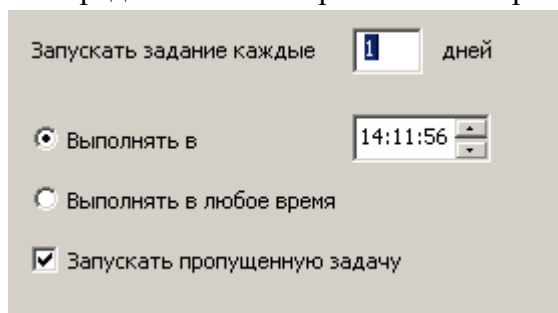 Запускать задание каждые 1 дней
Выполнять в 14:11:56
Выполнять в любое время
Запускать пропущенную задачу